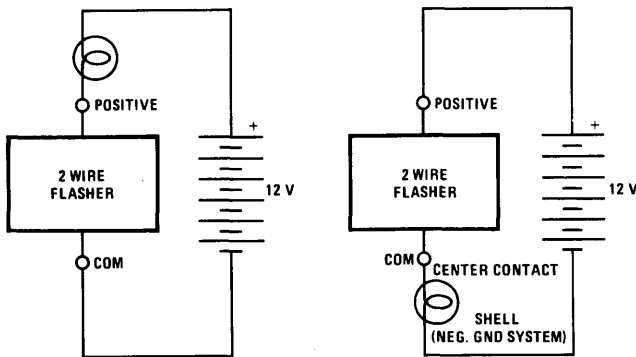 POSITIVE
+
2 WIRE
FLASHER
12 V
COM
POSITIVE
+
2 WIRE
FLASHER
12 V
COM
CENTER CONTACT
SHELL
(NEG. GND SYSTEM)